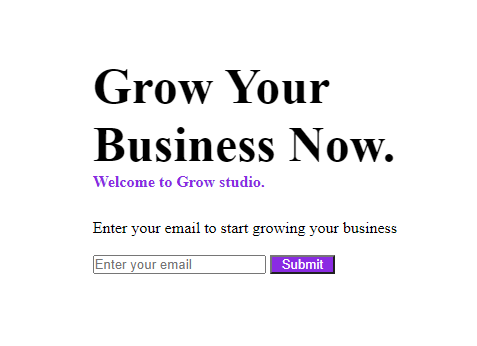 Grow Your
Business Now.
Welcome to Grow studio.
Enter your email to start growing your business
Enter your email
Submit